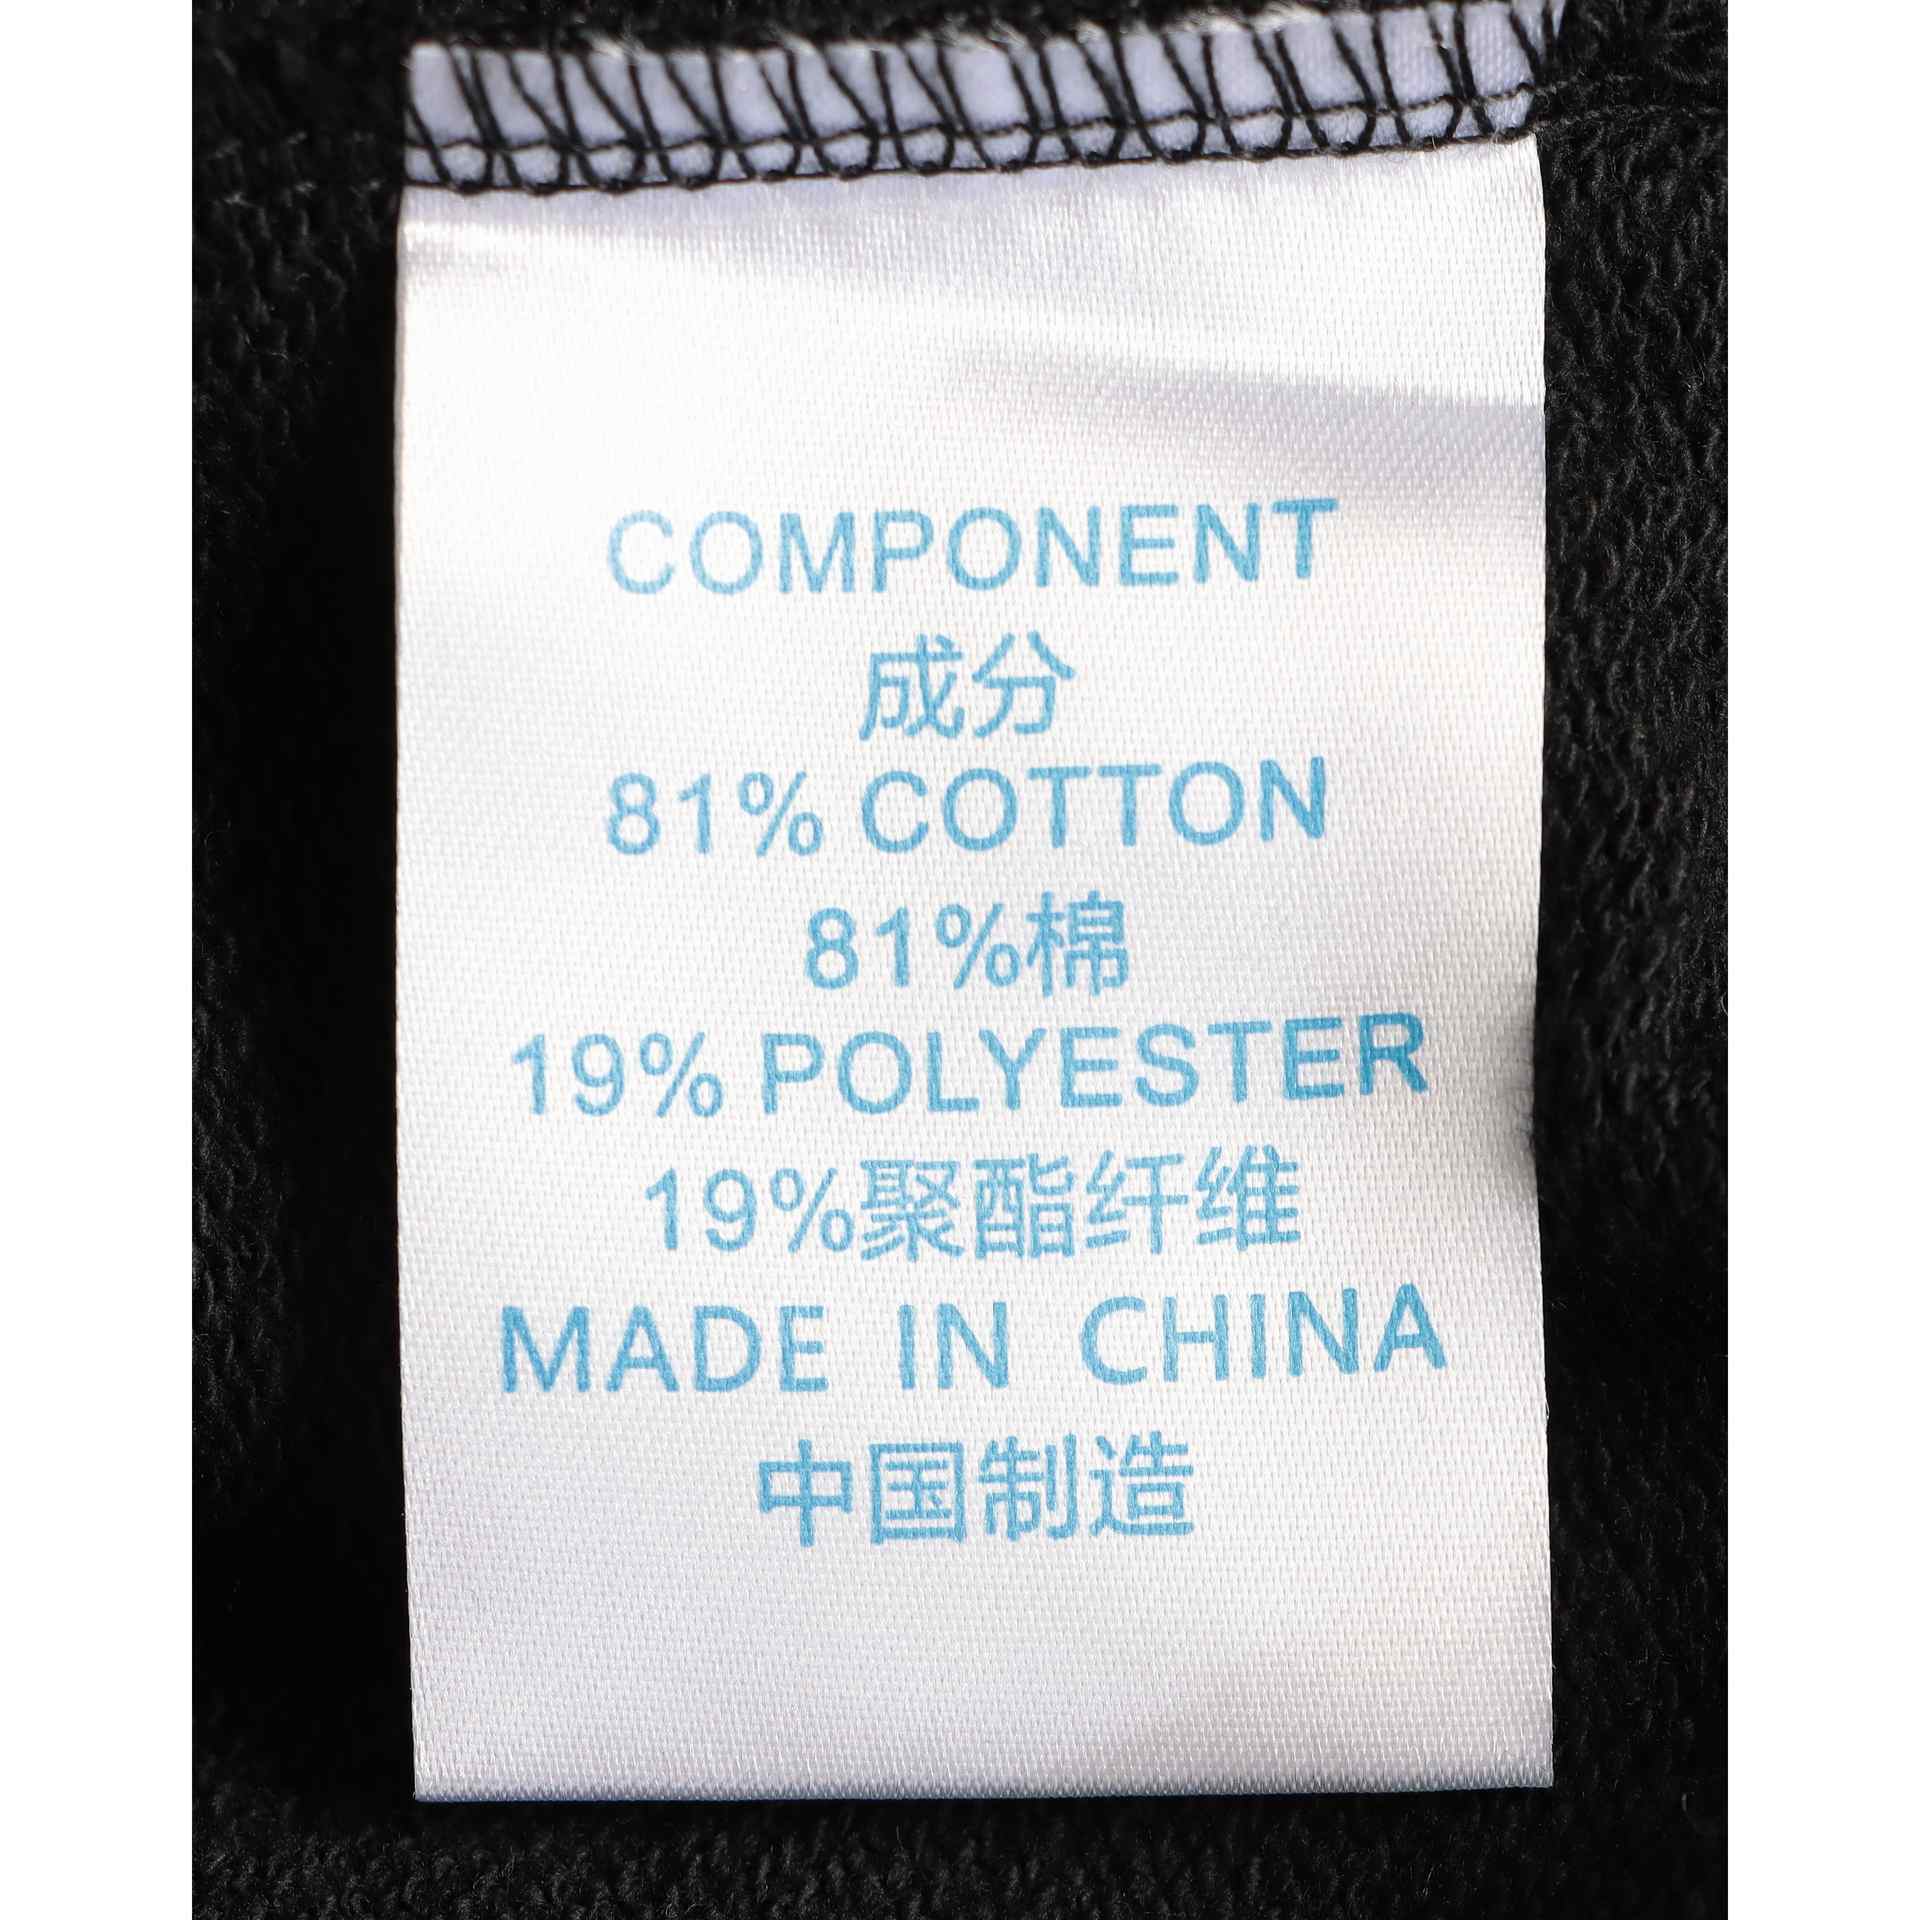 COMPONENT
成分
81% COTTON
81%棉
19% POLYESTER
19%聚酯纤维
MADE IN CHINA
中国制造